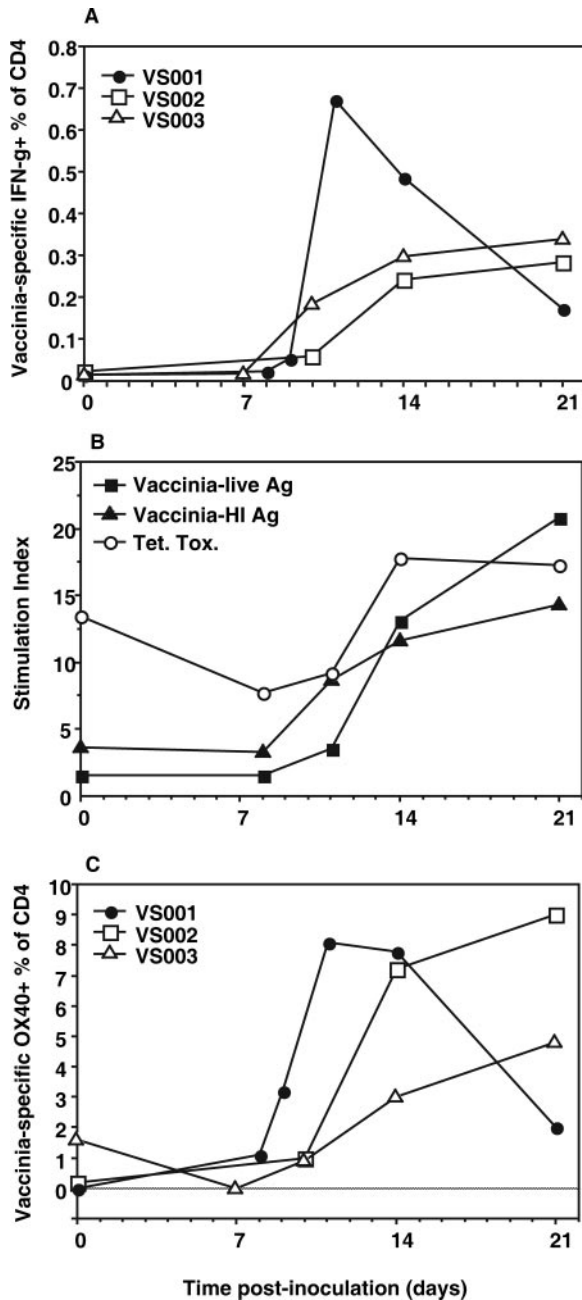 A
Vaccinia-specific IFN-g+ % of CD4
0.8
0.7
0.6
0.5
0.4
0.3
0.2
0.1
0
VS001
VS002
VS003
0 7 14 21
B
Stimulation Index
25
20
15
10
5
0
Vaccinia-live Ag
Vaccinia-HI Ag
Tet. Tox.
0 7 14 21
C
Vaccinia-specific OX40+ % of CD4
10
9
8
7
6
5
4
3
2
1
0
VS001
VS002
VS003
0 7 14 21
Time post-inoculation (days)